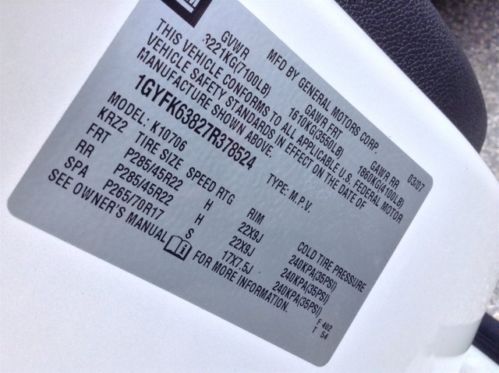 GM
MFD BY GENERAL MOTORS CORP. 03/07
GVWR GAWR FRT GAWR RR
3221KG(7100LB) 1610KG(3550LB) 1860KG(4100LB)
THIS VEHICLE CONFORMS TO ALL APPLICABLE U.S. FEDERAL MOTOR
VEHICLE SAFETY STANDARDS IN EFFECT ON THE DATE OF
MANUFACTURE SHOWN ABOVE.
1GYFK63827R378524 TYPE: M.P.V.
MODEL: K10706
KRZ2 TIRE SIZE SPEED RTG RIM COLD TIRE PRESSURE
FRT P285/45R22 H 22X9J 240KPA(35PSI)
RR P285/45R22 H 22X9J 240KPA(35PSI)
SPA P265/70R17 S 17X7.5J 240KPA(35PSI)
SEE OWNER'S MANUAL FOR MORE INFORMATION.
F 402
T 54